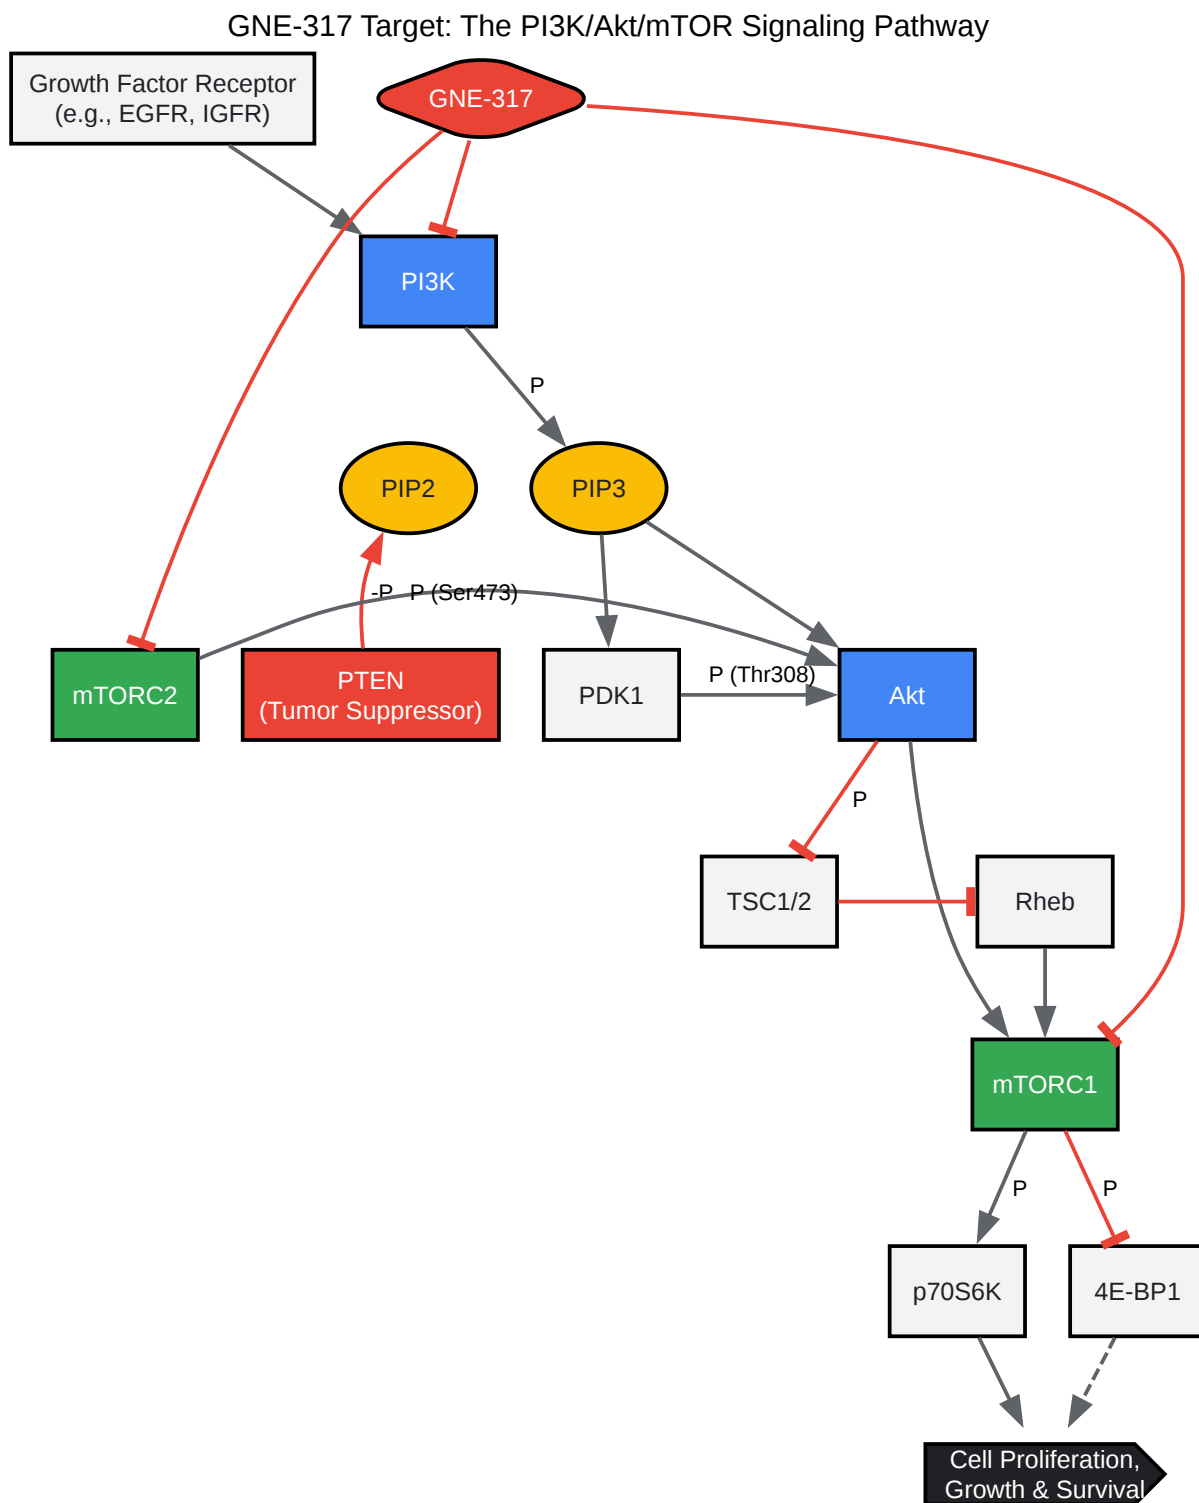 GNE-317 Target: The PI3K/Akt/mTOR Signaling Pathway
Growth Factor Receptor
(e.g., EGFR, IGFR)
GNE-317
PI3K
P
PIP2
PIP3
-P
P (Ser473)
mTORC2
PTEN
(Tumor Suppressor)
PDK1
P (Thr308)
Akt
P
TSC1/2
Rheb
mTORC1
P
P
p70S6K
4E-BP1
Cell Proliferation,
Growth & Survival